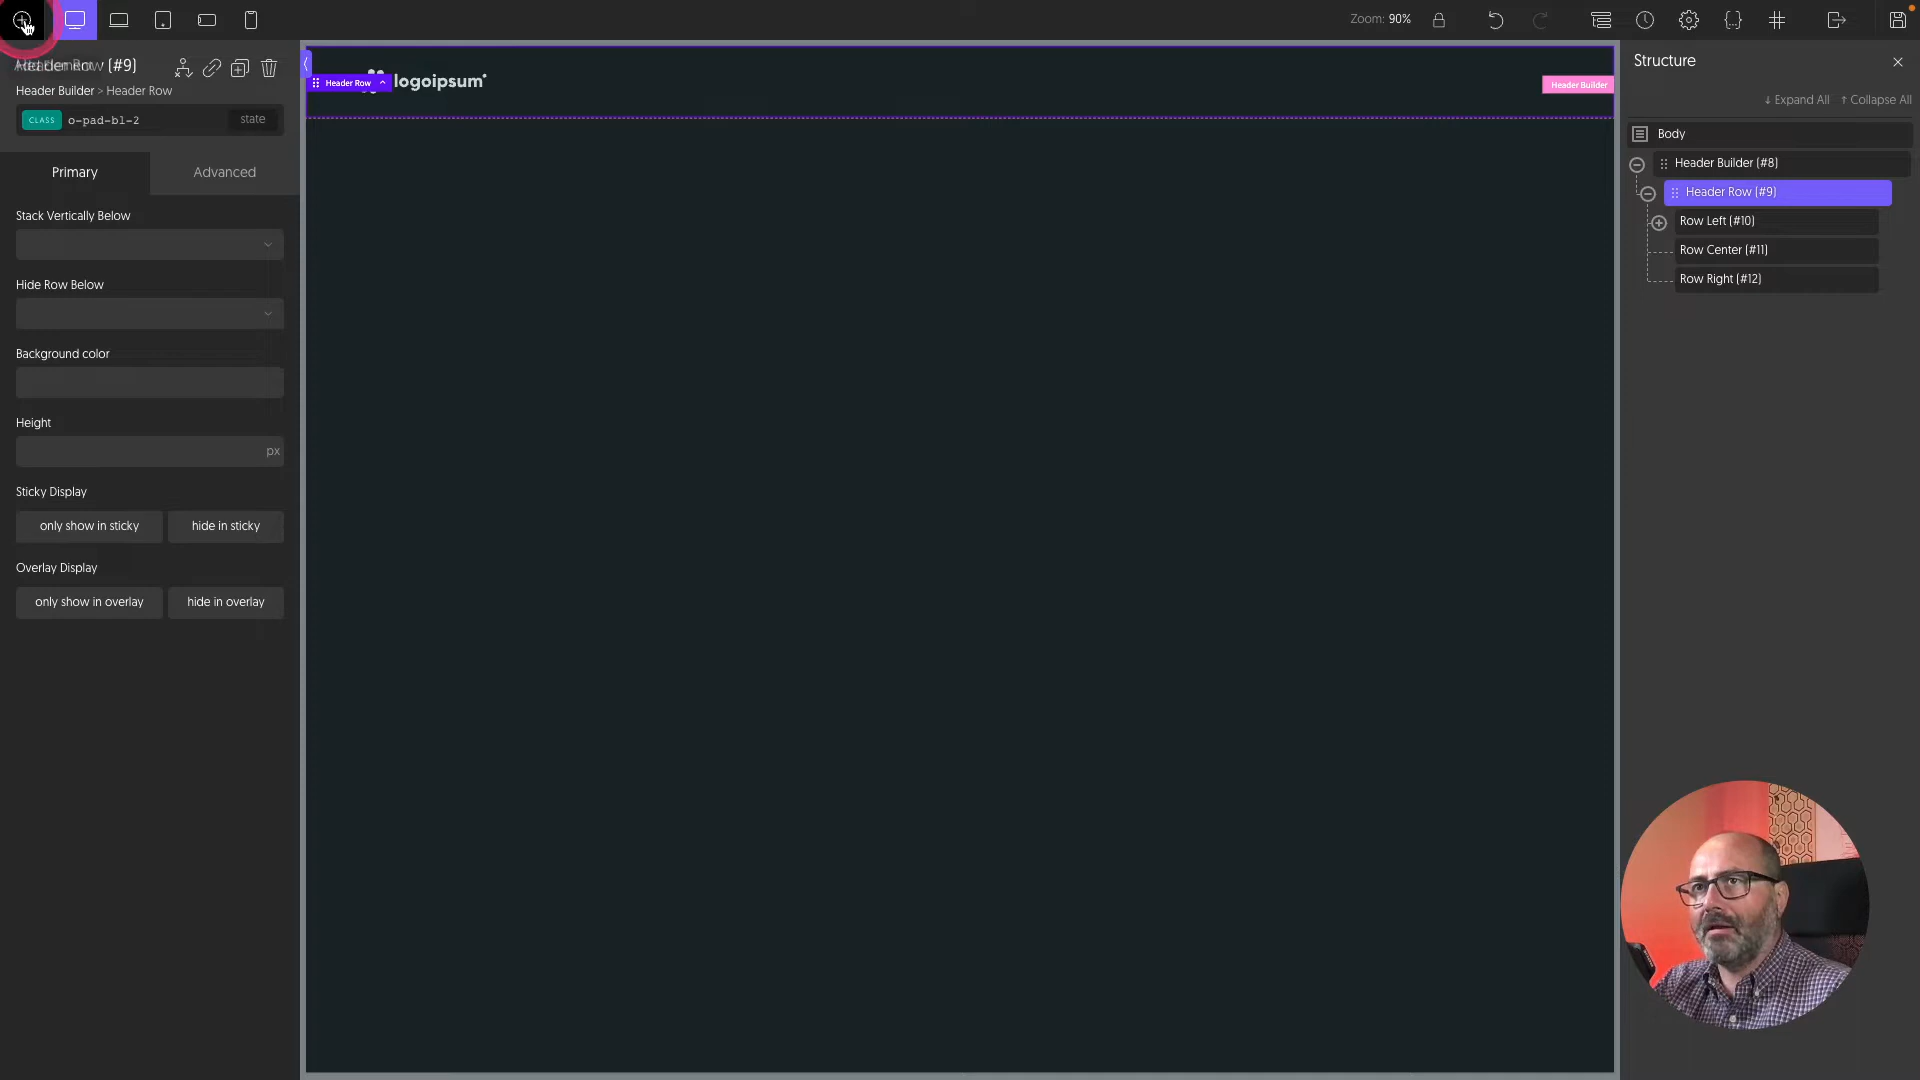 Zoom: 90%
Header Row (#9)
Header Builder > Header Row
CLASS o-pad-bl-2 state
Primary Advanced
Stack Vertically Below
Hide Row Below
Background color
Height
px
Sticky Display
only show in sticky hide in sticky
Overlay Display
only show in overlay hide in overlay
logoipsum
Header Row
Header Builder
Structure
Expand All Collapse All
Body
Header Builder (#8)
Header Row (#9)
Row Left (#10)
Row Center (#11)
Row Right (#12)